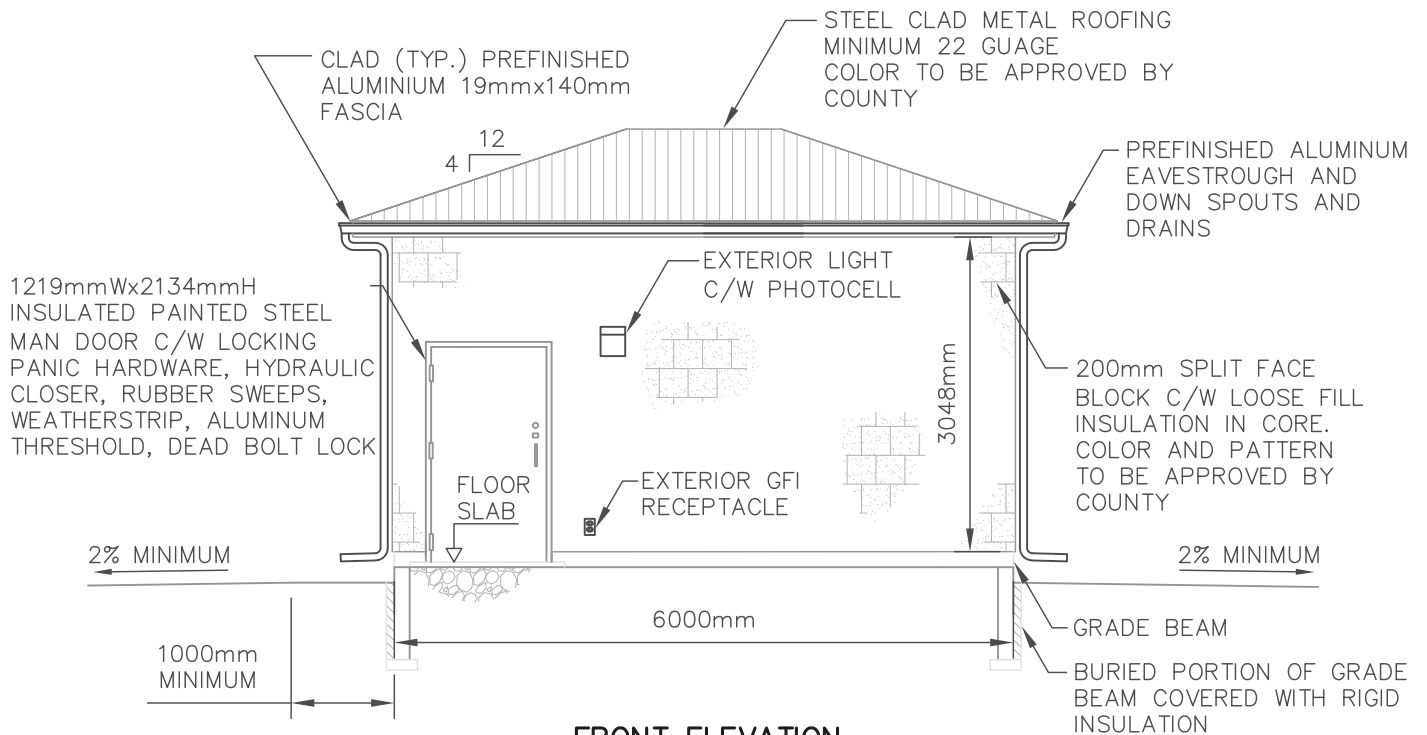 STEEL CLAD METAL ROOFING
MINIMUM 22 GUAGE
COLOR TO BE APPROVED BY
COUNTY
CLAD (TYP.) PREFINISHED
ALUMINIUM 19mmx140mm
FASCIA
12
4
PREFINISHED ALUMINUM
EAVESTROUGH AND
DOWN SPOUTS AND
DRAINS
EXTERIOR LIGHT
C/W PHOTOCELL
1219mmWx2134mmH
INSULATED PAINTED STEEL
MAN DOOR C/W LOCKING
PANIC HARDWARE, HYDRAULIC
CLOSER, RUBBER SWEEPS,
WEATHERSTRIP, ALUMINUM
THRESHOLD, DEAD BOLT LOCK
3048mm
200mm SPLIT FACE
BLOCK C/W LOOSE FILL
INSULATION IN CORE.
COLOR AND PATTERN
TO BE APPROVED BY
COUNTY
FLOOR
SLAB
EXTERIOR GFI
RECEPTACLE
2% MINIMUM
2% MINIMUM
6000mm
GRADE BEAM
1000mm
MINIMUM
BURIED PORTION OF GRADE
BEAM COVERED WITH RIGID
INSULATION
FRONT ELEVATION